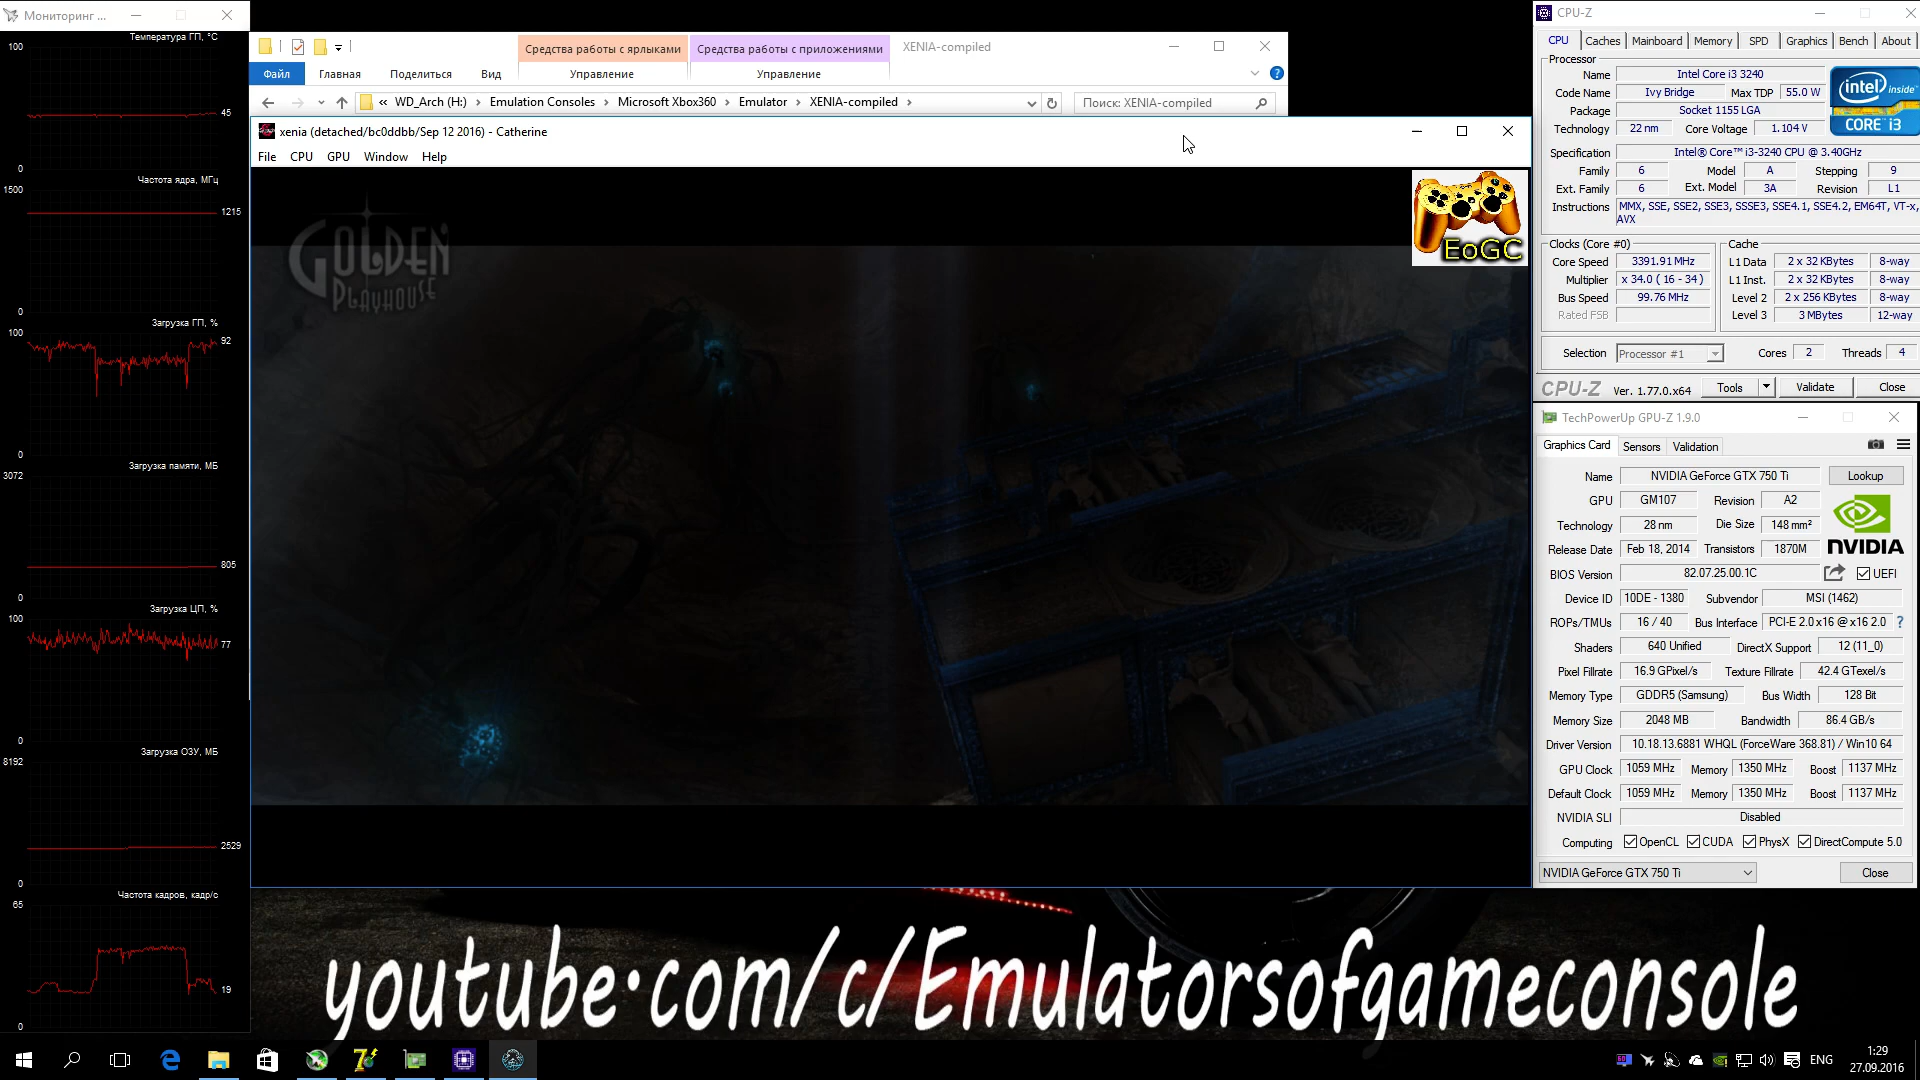 Мониторинг ...
Температура ГП, °C
100
45
0
Частота ядра, МГц
1500
1215
0
Загрузка ГП, %
100
92
0
Загрузка памяти, МБ
3072
805
0
Загрузка ЦП, %
100
77
0
Загрузка ОЗУ, МБ
8192
2529
0
Частота кадров, кадр/с
65
19
0
Средства работы с ярлыками
Средства работы с приложениями
XENIA-compiled
Файл
Главная
Поделиться
Вид
Управление
Управление
« WD_Arch (H:) > Emulation Consoles > Microsoft Xbox360 > Emulator > XENIA-compiled >
Поиск: XENIA-compiled
xenia (detached/bc0ddbb/Sep 12 2016) - Catherine
File CPU GPU Window Help
GOLDEN
PLAYHOUSE
EoGC
youtube.com/c/Emulatorsofgameconsole
CPU-Z
CPU Caches Mainboard Memory SPD Graphics Bench About
Processor
Name Intel Core i3 3240
Code Name Ivy Bridge Max TDP 55.0 W
Package Socket 1155 LGA
Technology 22 nm Core Voltage 1.104 V
intel inside™
CORE i3
Specification Intel® Core™ i3-3240 CPU @ 3.40GHz
Family 6 Model A Stepping 9
Ext. Family 6 Ext. Model 3A Revision L1
Instructions MMX, SSE, SSE2, SSE3, SSSE3, SSE4.1, SSE4.2, EM64T, VT-x,
AVX
Clocks (Core #0)
Core Speed 3391.91 MHz
Multiplier x 34.0 ( 16 - 34 )
Bus Speed 99.76 MHz
Rated FSB
Cache
L1 Data 2 x 32 KBytes 8-way
L1 Inst. 2 x 32 KBytes 8-way
Level 2 2 x 256 KBytes 8-way
Level 3 3 MBytes 12-way
Selection Processor #1 Cores 2 Threads 4
CPU-Z Ver. 1.77.0.x64 Tools Validate Close
TechPowerUp GPU-Z 1.9.0
Graphics Card Sensors Validation
Name NVIDIA GeForce GTX 750 Ti Lookup
GPU GM107 Revision A2
Technology 28 nm Die Size 148 mm²
Release Date Feb 18, 2014 Transistors 1870M
NVIDIA
BIOS Version 82.07.25.00.1C UEFI
Device ID 10DE - 1380 Subvendor MSI (1462)
ROPs/TMUs 16 / 40 Bus Interface PCI-E 2.0 x16 @ x16 2.0 ?
Shaders 640 Unified DirectX Support 12 (11_0)
Pixel Fillrate 16.9 GPixel/s Texture Fillrate 42.4 GTexel/s
Memory Type GDDR5 (Samsung) Bus Width 128 Bit
Memory Size 2048 MB Bandwidth 86.4 GB/s
Driver Version 10.18.13.6881 WHQL (ForceWare 368.81) / Win10 64
GPU Clock 1059 MHz Memory 1350 MHz Boost 1137 MHz
Default Clock 1059 MHz Memory 1350 MHz Boost 1137 MHz
NVIDIA SLI Disabled
Computing OpenCL CUDA PhysX DirectCompute 5.0
NVIDIA GeForce GTX 750 Ti Close
ENG
1:29
27.09.2016